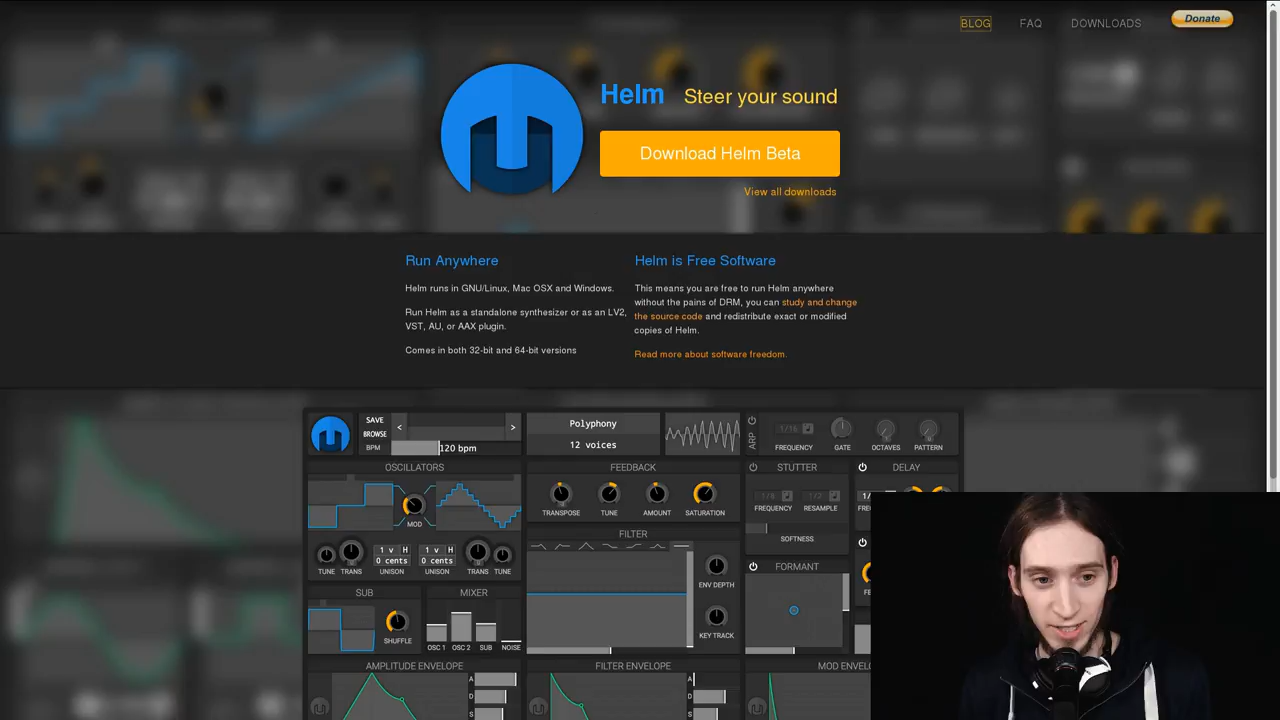 BLOG
FAQ
DOWNLOADS
Donate
Helm Steer your sound
Download Helm Beta
View all downloads
Run Anywhere
Helm runs in GNU/Linux, Mac OSX and Windows.
Run Helm as a standalone synthesizer or as an LV2,
VST, AU, or AAX plugin.
Comes in both 32-bit and 64-bit versions
Helm is Free Software
This means you are free to run Helm anywhere
without the pains of DRM, you can study and change
the source code and redistribute exact or modified
copies of Helm.
Read more about software freedom.
SAVE
BROWSE
BPM
<
>
120 bpm
Polyphony
12 voices
ARP
1/16
FREQUENCY
GATE
OCTAVES
PATTERN
OSCILLATORS
MOD
TUNE
TRANS
1 v H
0 cents
UNISON
1 v H
0 cents
UNISON
TRANS
TUNE
SUB
SHUFFLE
MIXER
OSC 1
OSC 2
SUB
NOISE
FEEDBACK
TRANSPOSE
TUNE
AMOUNT
SATURATION
FILTER
ENV DEPTH
KEY TRACK
STUTTER
FREQUENCY
RESAMPLE
SOFTNESS
FORMANT
DELAY
1/
FRE
FE
AMPLITUDE ENVELOPE
A
D
S
FILTER ENVELOPE
A
D
S
MOD ENVELO